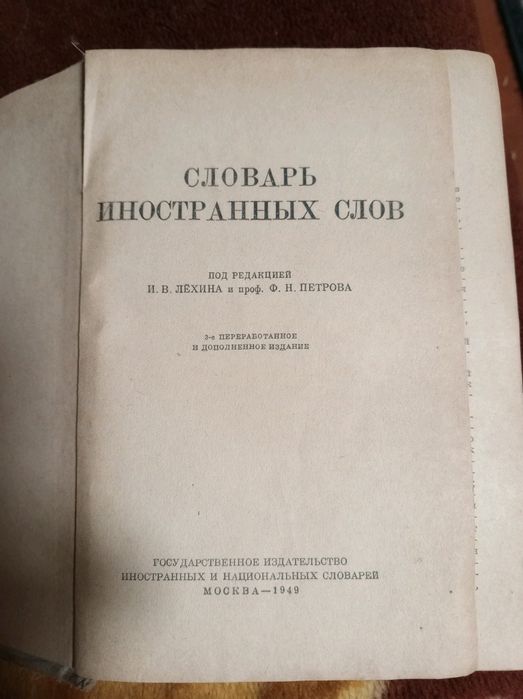 СЛОВАРЬ
ИНОСТРАННЫХ СЛОВ
ПОД РЕДАКЦИЕЙ
И. В. ЛЁХИНА и проф. Ф. Н. ПЕТРОВА
3-е ПЕРЕРАБОТАННОЕ
И ДОПОЛНЕННОЕ ИЗДАНИЕ
ГОСУДАРСТВЕННОЕ ИЗДАТЕЛЬСТВО
ИНОСТРАННЫХ И НАЦИОНАЛЬНЫХ СЛОВАРЕЙ
МОСКВА—1949